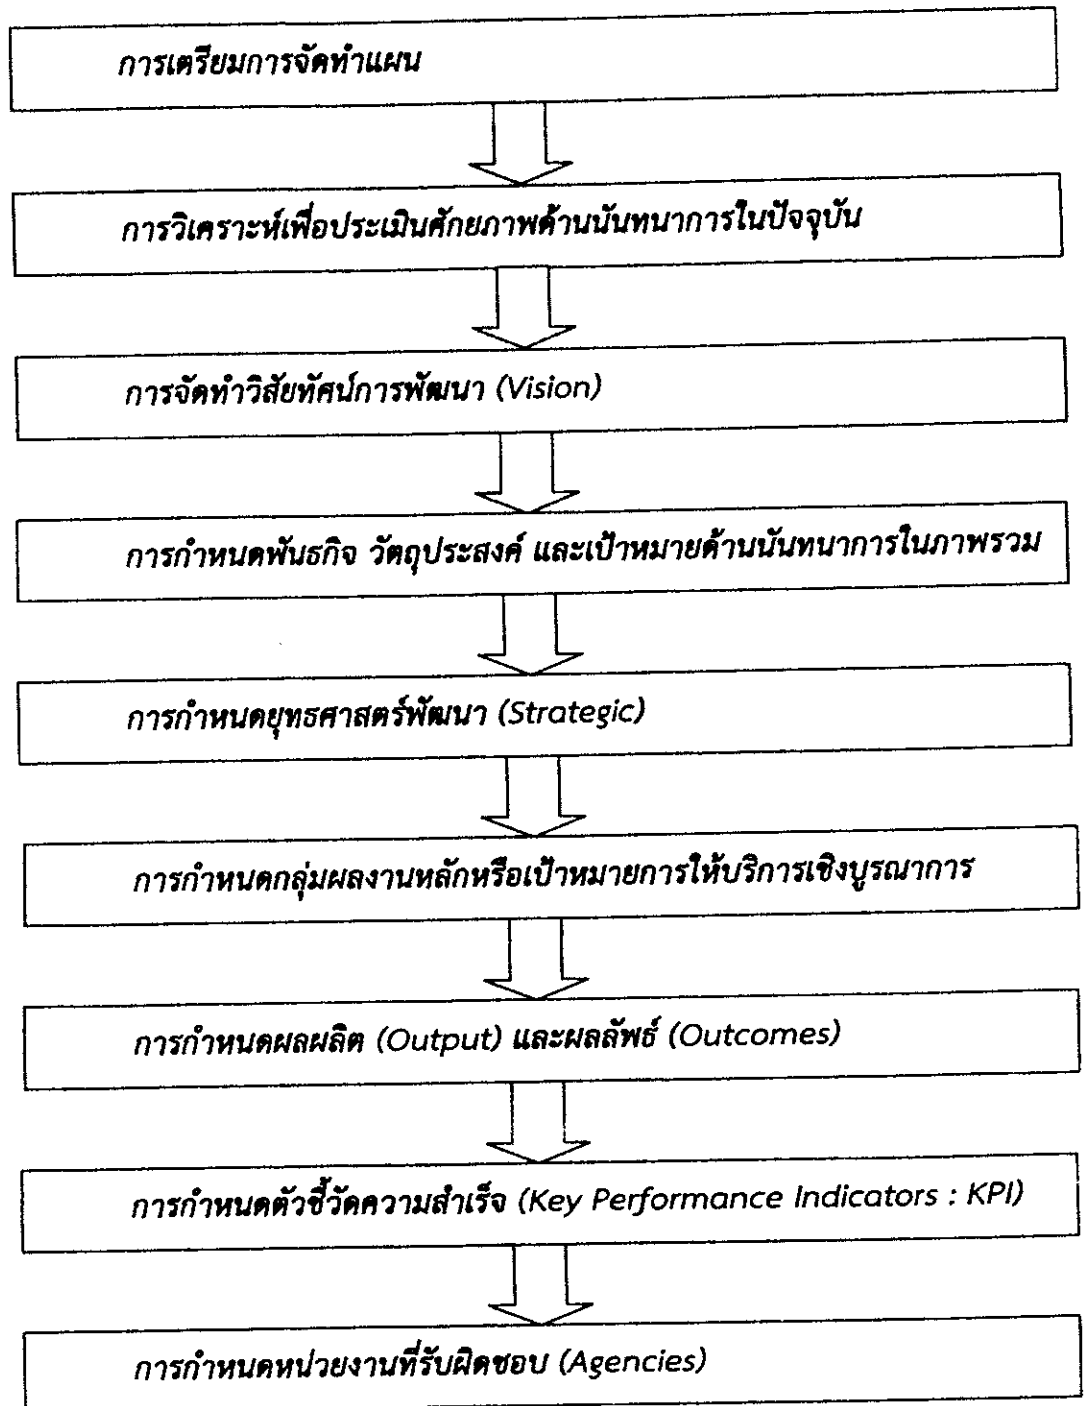 การเตรียมการจัดทำแผน
การวิเคราะห์เพื่อประเมินศักยภาพด้านนันทนาการในปัจจุบัน
การจัดทำวิสัยทัศน์การพัฒนา (Vision)
การกำหนดพันธกิจ วัตถุประสงค์ และเป้าหมายด้านนันทนาการในภาพรวม
การกำหนดยุทธศาสตร์พัฒนา (Strategic)
การกำหนดกลุ่มผลงานหลักหรือเป้าหมายการให้บริการเชิงบูรณาการ
การกำหนดผลผลิต (Output) และผลลัพธ์ (Outcomes)
การกำหนดตัวชี้วัดความสำเร็จ (Key Performance Indicators : KPI)
การกำหนดหน่วยงานที่รับผิดชอบ (Agencies)